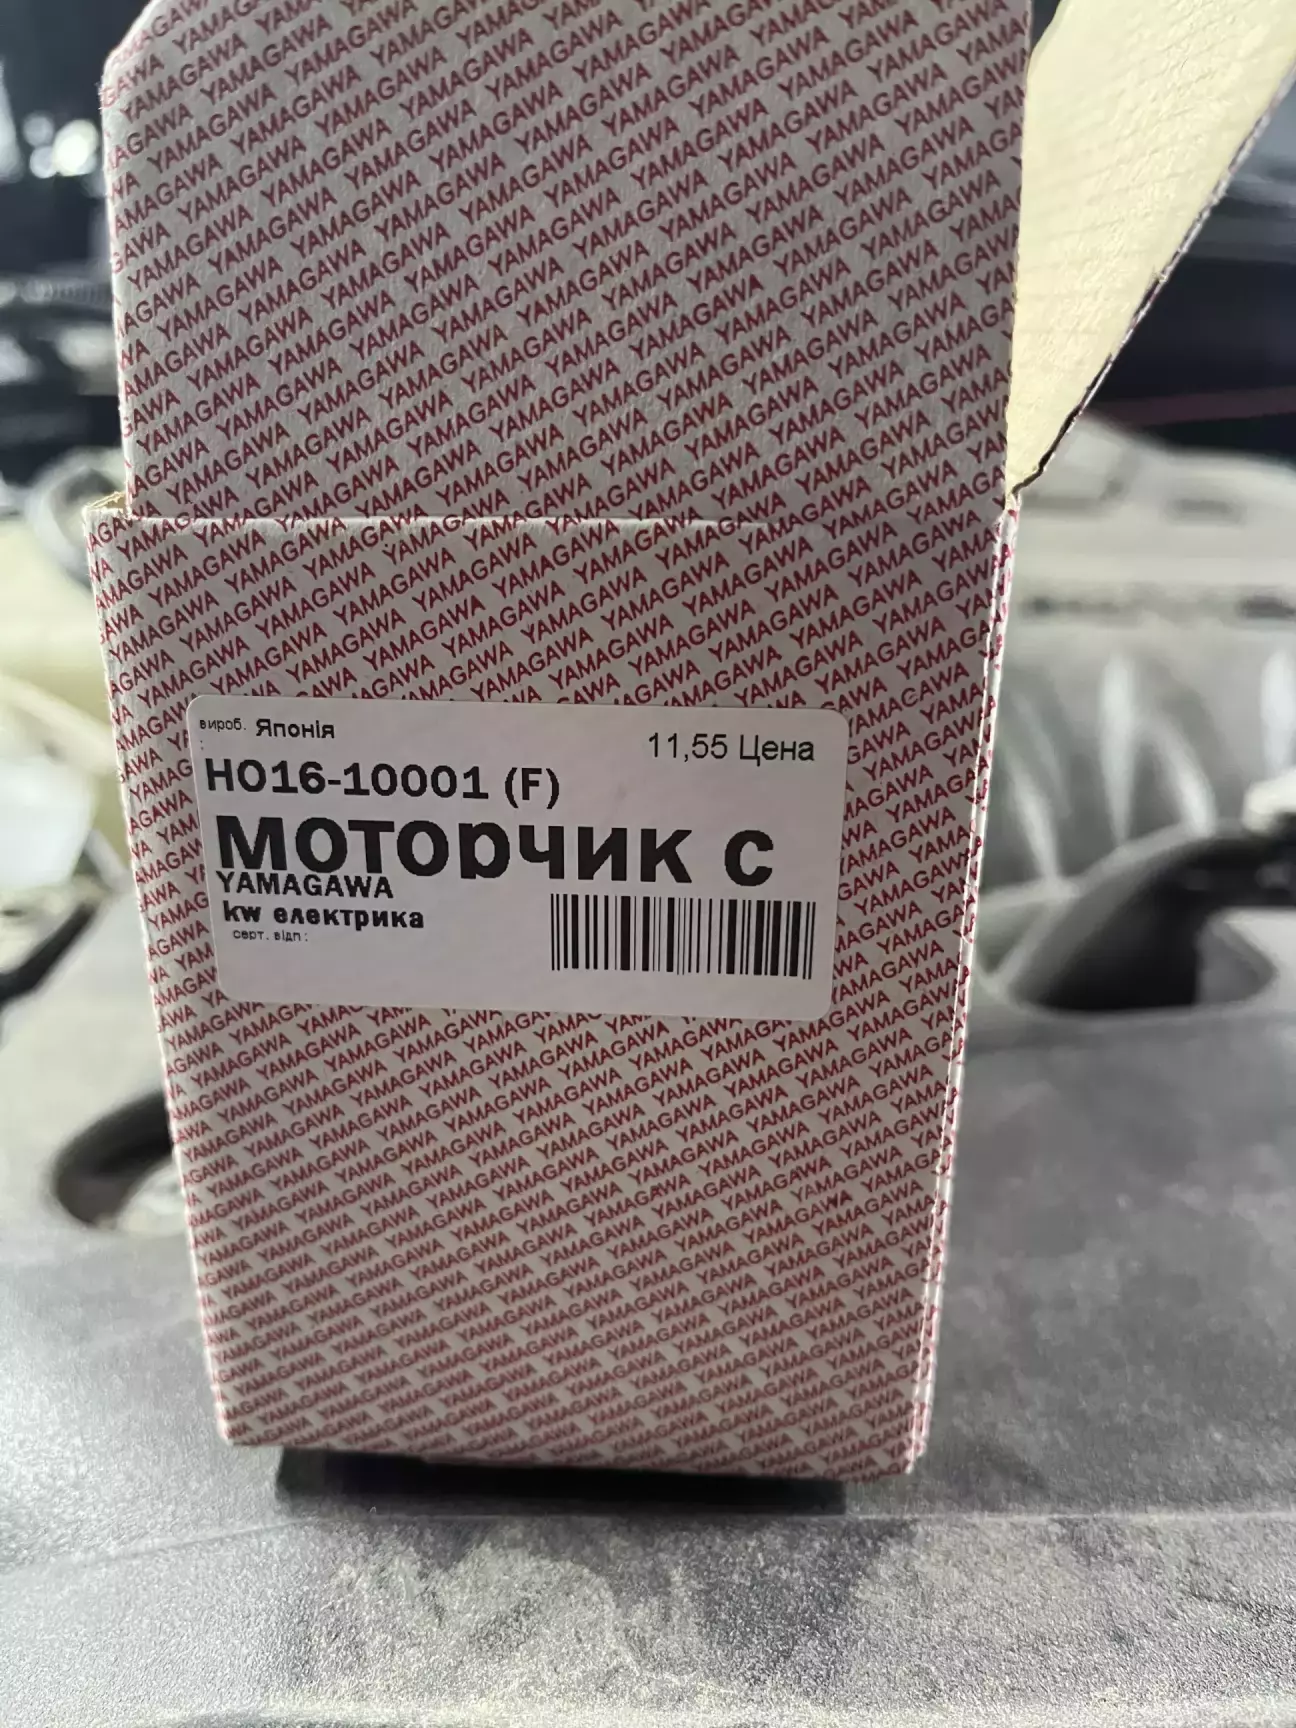 YAMAGAWA
вироб. Японія
:
11,55 Цена
HO16-10001 (F)
моторчик с
YAMAGAWA
kw електрика
серт. відп: